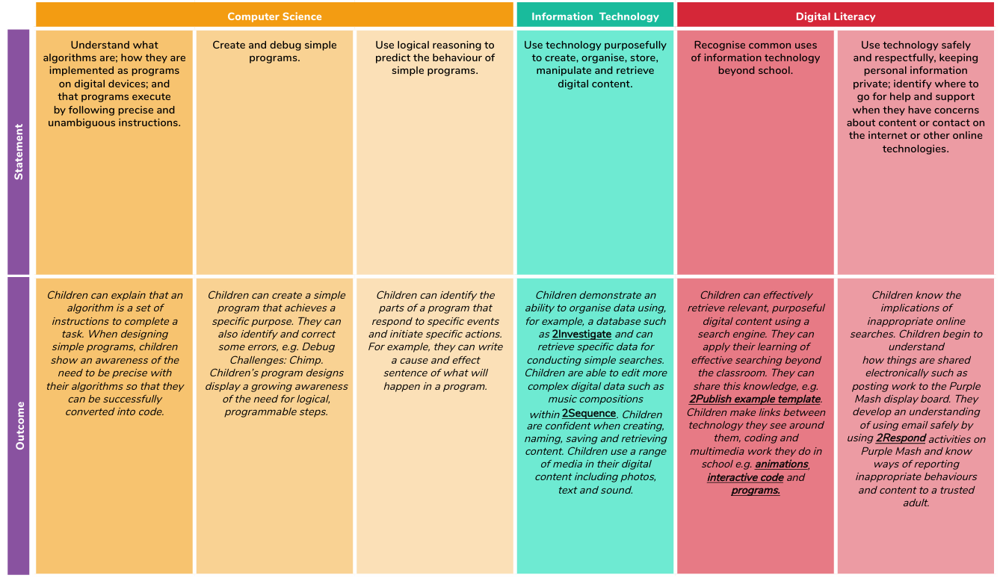 Computer Science
Information  Technology
Digital Literacy
Statement
Understand what
algorithms are; how they are
implemented as programs
on digital devices; and
that programs execute
by following precise and
unambiguous instructions.
Create and debug simple
programs.
Use logical reasoning to
predict the behaviour of
simple programs.
Use technology purposefully
to create, organise, store,
manipulate and retrieve
digital content.
Recognise common uses
of information technology
beyond school.
Use technology safely
and respectfully, keeping
personal information
private; identify where to
go for help and support
when they have concerns
about content or contact on
the internet or other online
technologies.
Outcome
Children can explain that an
algorithm is a set of
instructions to complete a
task. When designing
simple programs, children
show an awareness of the
need to be precise with
their algorithms so that they
can be successfully
converted into code.
Children can create a simple
program that achieves a
specific purpose. They can
also identify and correct
some errors, e.g. Debug
Challenges: Chimp.
Children's program designs
display a growing awareness
of the need for logical,
programmable steps.
Children can identify the
parts of a program that
respond to specific events
and initiate specific actions.
For example, they can write
a cause and effect
sentence of what will
happen in a program.
Children demonstrate an
ability to organise data using,
for example, a database such
as 2Investigate and can
retrieve specific data for
conducting simple searches.
Children are able to edit more
complex digital data such as
music compositions
within 2Sequence. Children
are confident when creating,
naming, saving and retrieving
content. Children use a range
of media in their digital
content including photos,
text and sound.
Children can effectively
retrieve relevant, purposeful
digital content using a
search engine. They can
apply their learning of
effective searching beyond
the classroom. They can
share this knowledge, e.g.
2Publish example template.
Children make links between
technology they see around
them, coding and
multimedia work they do in
school e.g. animations,
interactive code and
programs.
Children know the
implications of
inappropriate online
searches. Children begin to
understand
how things are shared
electronically such as
posting work to the Purple
Mash display board. They
develop an understanding
of using email safely by
using 2Respond activities on
Purple Mash and know
ways of reporting
inappropriate behaviours
and content to a trusted
adult.